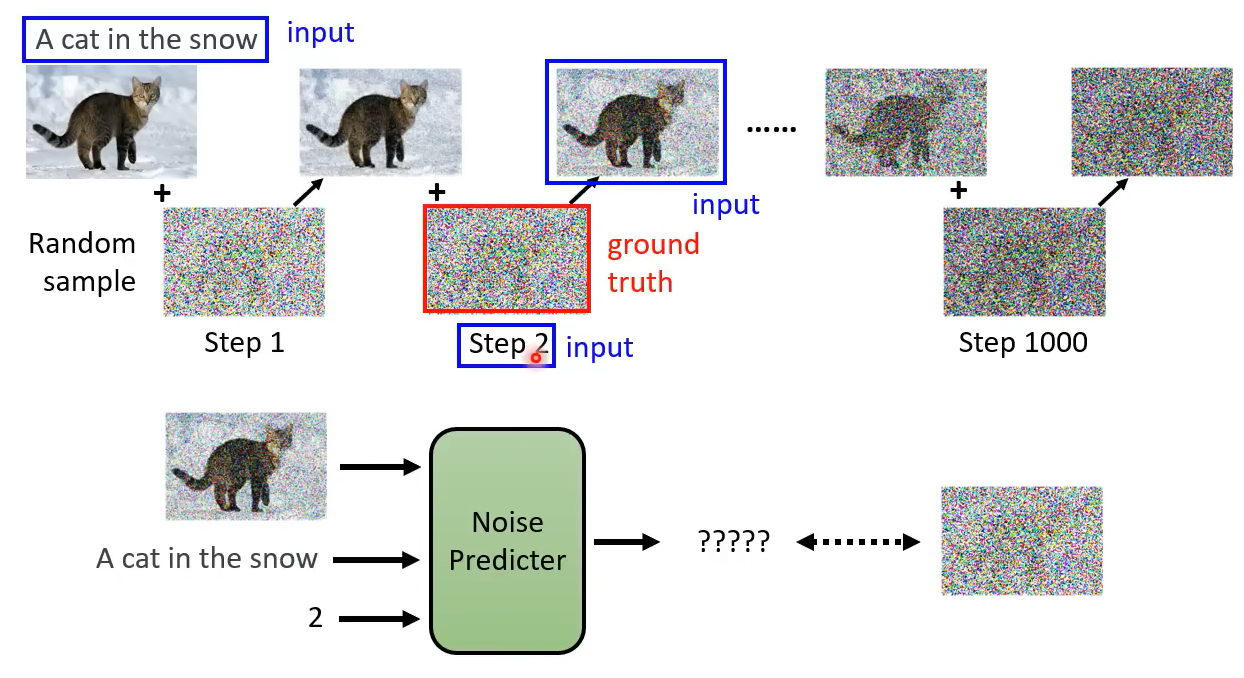 A cat in the snow
input
+
+
......
+
input
Random
sample
ground
truth
Step 1
Step 2
input
Step 1000
Noise
Predicter
?????
A cat in the snow
2